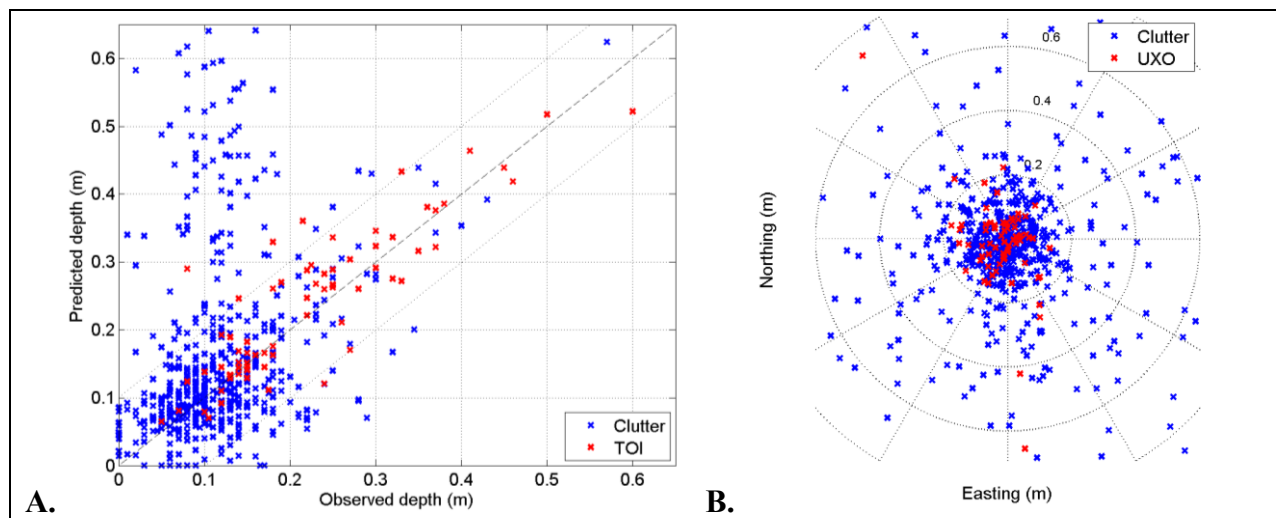 0.6
0.5
0.4
0.3
0.2
0.1
0
Predicted depth (m)
0
0.1
0.2
0.3
0.4
0.5
0.6
Observed depth (m)
Clutter
TOI
A.
0.6
0.4
0.2
Clutter
UXO
Northing (m)
Easting (m)
B.